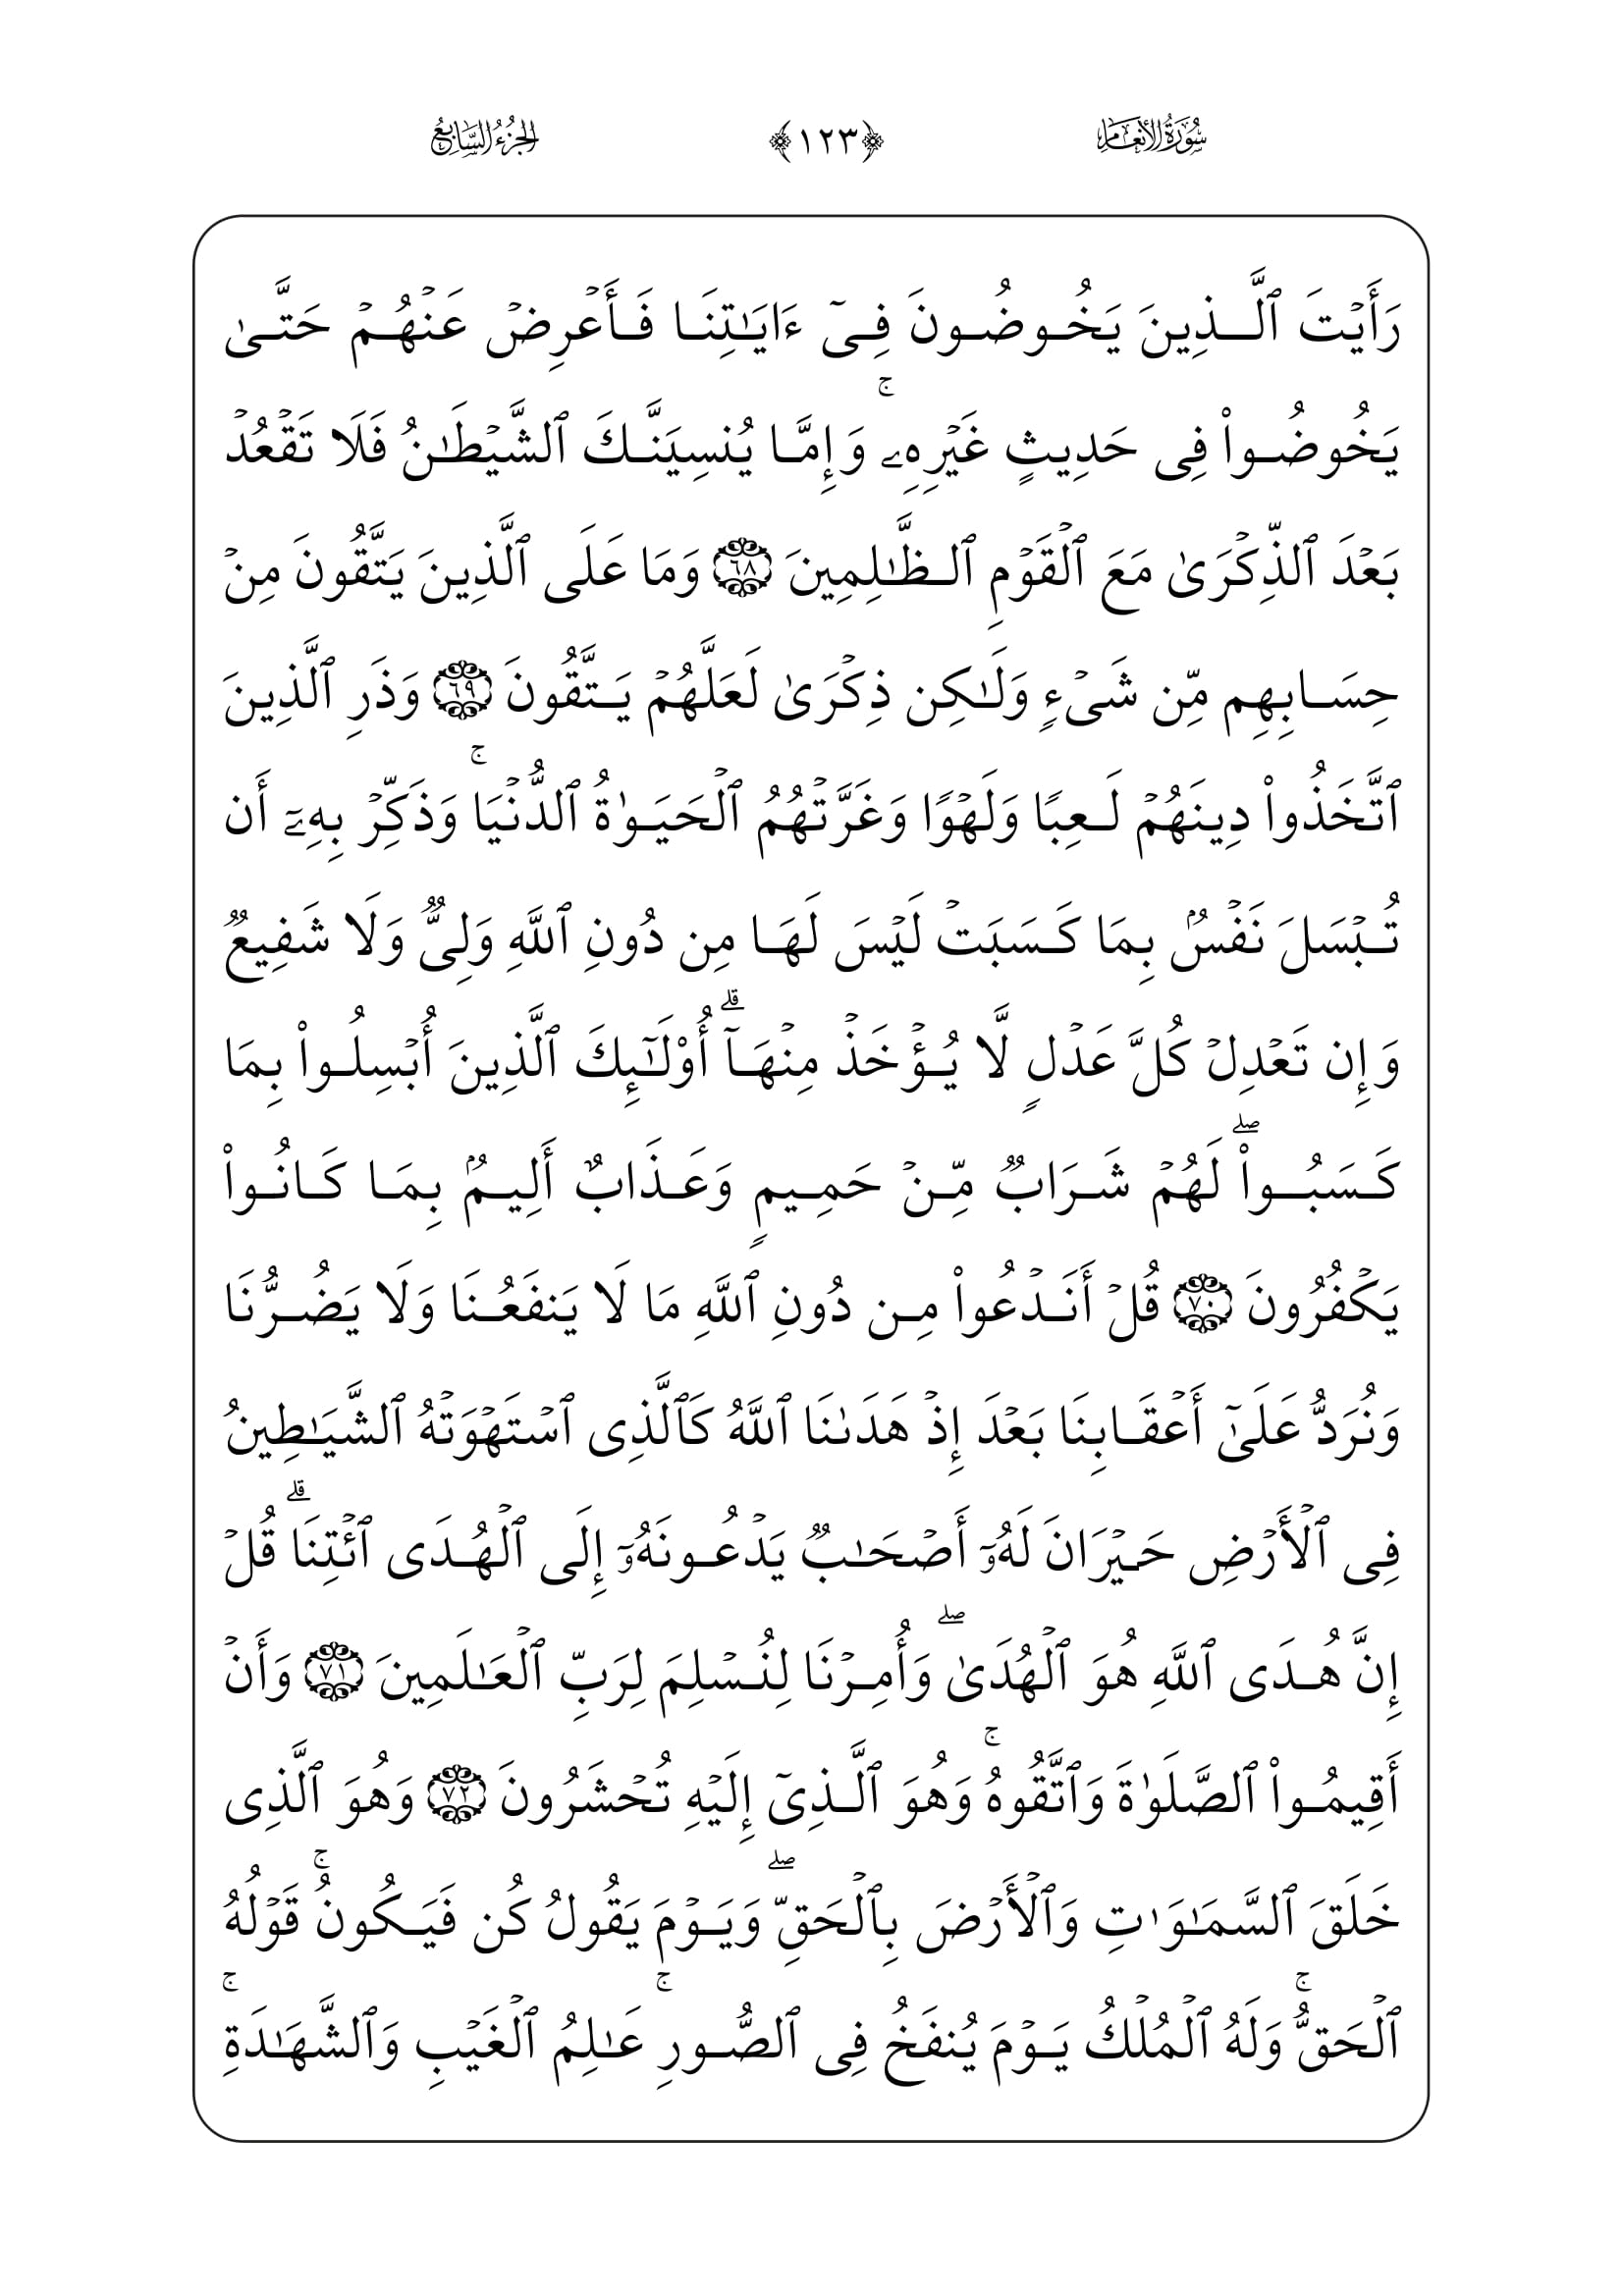 سُورَةُ الأَنْعَامِ ﴿١٢٣﴾ الجُزْءُ السَّابِعُ
رَأَيۡتَ ٱلَّذِينَ يَخُوضُونَ فِىٓ ءَايَٰتِنَا فَأَعۡرِضۡ عَنۡهُمۡ حَتَّىٰ
يَخُوضُوا۟ فِى حَدِيثٍ غَيۡرِهِۦۚ وَإِمَّا يُنسِيَنَّكَ ٱلشَّيۡطَٰنُ فَلَا تَقۡعُدۡ
بَعۡدَ ٱلذِّكۡرَىٰ مَعَ ٱلۡقَوۡمِ ٱلظَّٰلِمِينَ ٦٨ وَمَا عَلَى ٱلَّذِينَ يَتَّقُونَ مِنۡ
حِسَابِهِم مِّن شَىۡءٍ وَلَٰكِن ذِكۡرَىٰ لَعَلَّهُمۡ يَتَّقُونَ ٦٩ وَذَرِ ٱلَّذِينَ
ٱتَّخَذُوا۟ دِينَهُمۡ لَعِبًا وَلَهۡوًا وَغَرَّتۡهُمُ ٱلۡحَيَوٰةُ ٱلدُّنۡيَاۚ وَذَكِّرۡ بِهِۦٓ أَن
تُبۡسَلَ نَفۡسُۢ بِمَا كَسَبَتۡ لَيۡسَ لَهَا مِن دُونِ ٱللَّهِ وَلِىٌّ وَلَا شَفِيعٌ
وَإِن تَعۡدِلۡ كُلَّ عَدۡلٍ لَّا يُؤۡخَذۡ مِنۡهَآۗ أُو۟لَٰٓئِكَ ٱلَّذِينَ أُبۡسِلُوا۟ بِمَا
كَسَبُوا۟ۖ لَهُمۡ شَرَابٌ مِّنۡ حَمِيمٍ وَعَذَابٌ أَلِيمُۢ بِمَا كَانُوا۟
يَكۡفُرُونَ ٧٠ قُلۡ أَنَدۡعُوا۟ مِن دُونِ ٱللَّهِ مَا لَا يَنفَعُنَا وَلَا يَضُرُّنَا
وَنُرَدُّ عَلَىٰٓ أَعۡقَابِنَا بَعۡدَ إِذۡ هَدَىٰنَا ٱللَّهُ كَٱلَّذِى ٱسۡتَهۡوَتۡهُ ٱلشَّيَٰطِينُ
فِى ٱلۡأَرۡضِ حَيۡرَانَ لَهُۥٓ أَصۡحَٰبٌ يَدۡعُونَهُۥٓ إِلَى ٱلۡهُدَى ٱئۡتِنَاۗ قُلۡ
إِنَّ هُدَى ٱللَّهِ هُوَ ٱلۡهُدَىٰۖ وَأُمِرۡنَا لِنُسۡلِمَ لِرَبِّ ٱلۡعَٰلَمِينَ ٧١ وَأَنۡ
أَقِيمُوا۟ ٱلصَّلَوٰةَ وَٱتَّقُوهُۚ وَهُوَ ٱلَّذِىٓ إِلَيۡهِ تُحۡشَرُونَ ٧٢ وَهُوَ ٱلَّذِى
خَلَقَ ٱلسَّمَٰوَٰتِ وَٱلۡأَرۡضَ بِٱلۡحَقِّۖ وَيَوۡمَ يَقُولُ كُن فَيَكُونُۚ قَوۡلُهُ
ٱلۡحَقُّۚ وَلَهُ ٱلۡمُلۡكُ يَوۡمَ يُنفَخُ فِى ٱلصُّورِۚ عَٰلِمُ ٱلۡغَيۡبِ وَٱلشَّهَٰدَةِۚ